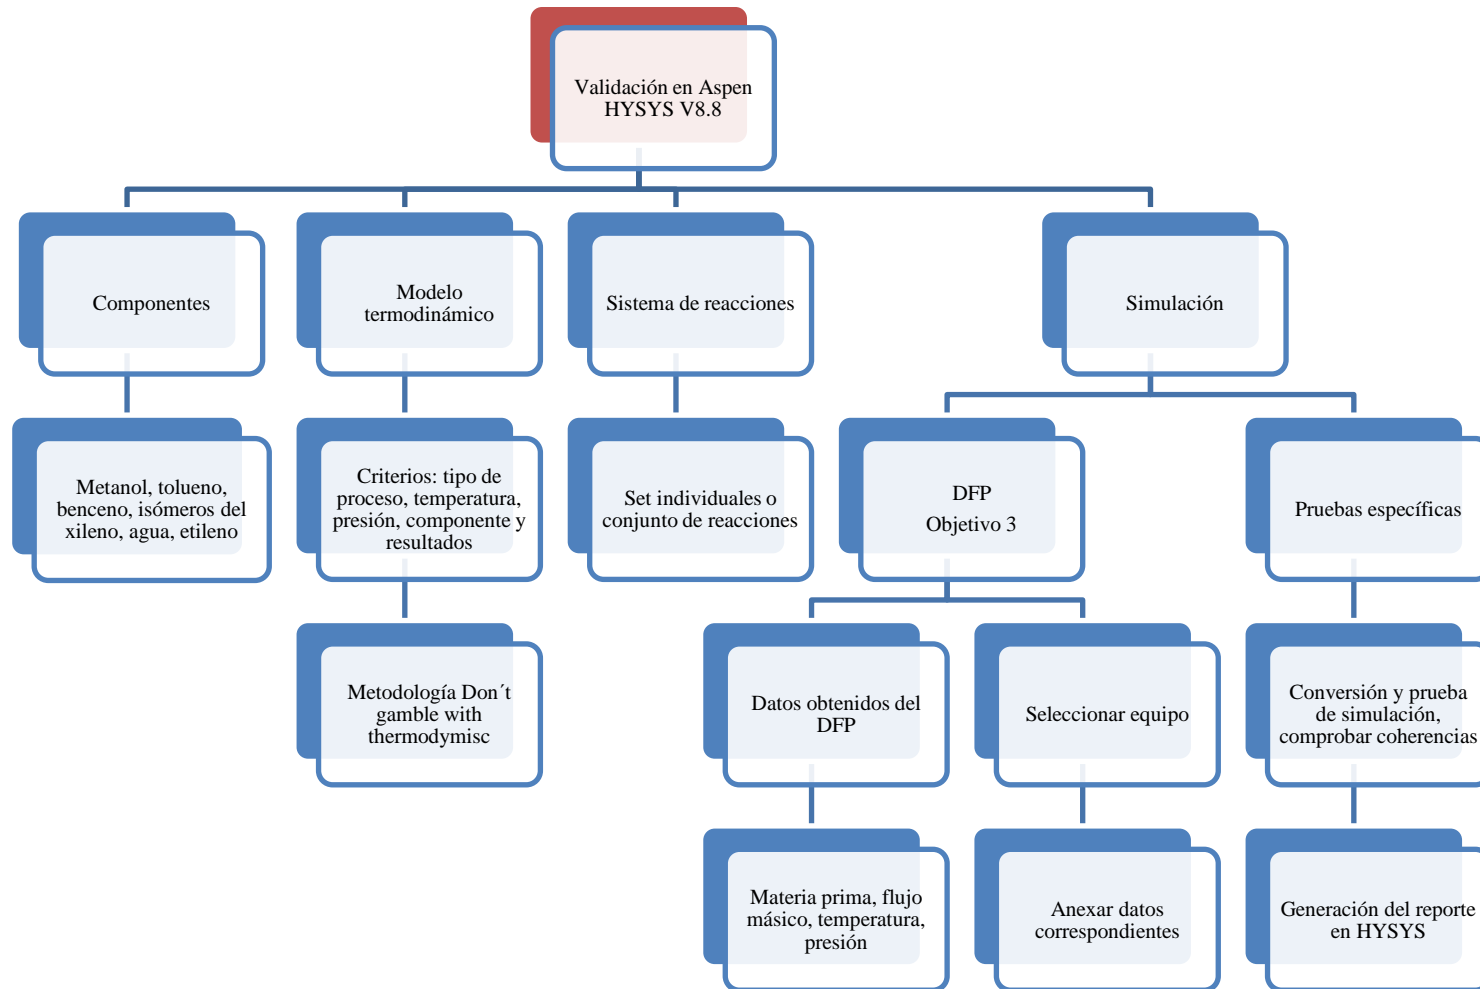 Validación en Aspen
HYSYS V8.8
Componentes
Modelo
termodinámico
Sistema de reacciones
Simulación
Metanol, tolueno,
benceno, isómeros del
xileno, agua, etileno
Criterios: tipo de
proceso, temperatura,
presión, componente y
resultados
Set individuales o
conjunto de reacciones
DFP
Objetivo 3
Pruebas específicas
Metodología Don´t
gamble with
thermodymisc
Datos obtenidos del
DFP
Seleccionar equipo
Conversión y prueba
de simulación,
comprobar coherencias
Materia prima, flujo
másico, temperatura,
presión
Anexar datos
correspondientes
Generación del reporte
en HYSYS